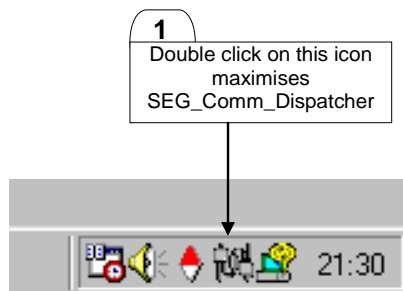 1
Double click on this icon
maximises
SEG_Comm_Dispatcher
21:30